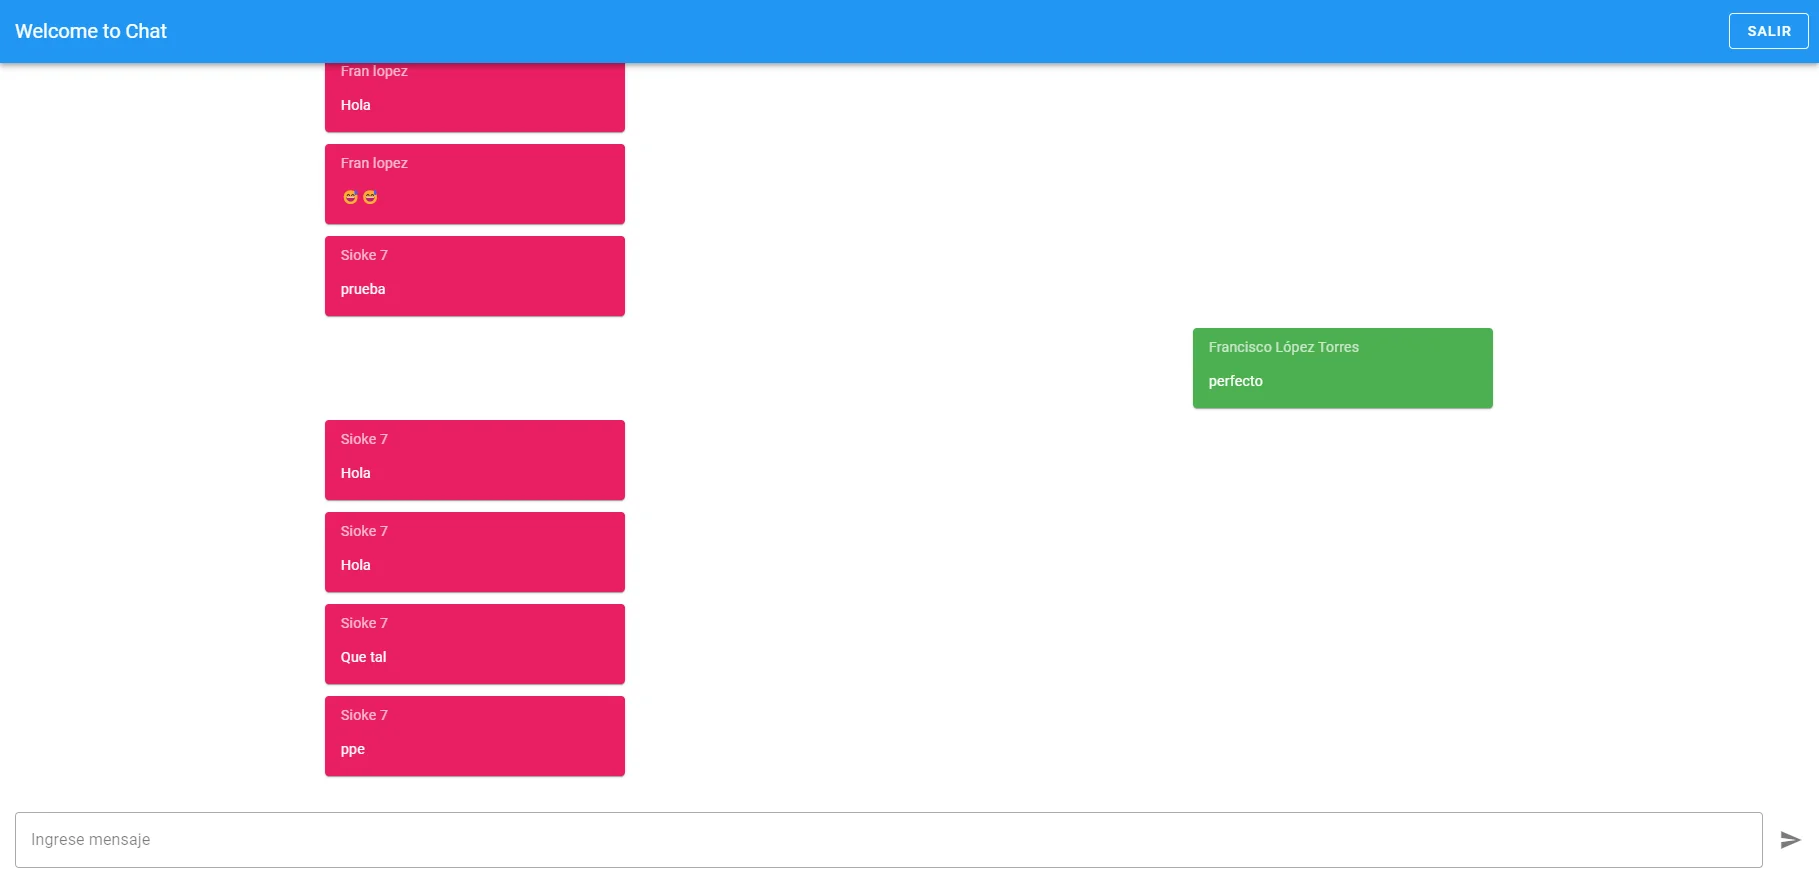 Welcome to Chat
SALIR
Fran lopez
Hola
Fran lopez
😅😅
Sioke 7
prueba
Francisco López Torres
perfecto
Sioke 7
Hola
Sioke 7
Hola
Sioke 7
Que tal
Sioke 7
ppe
Ingrese mensaje